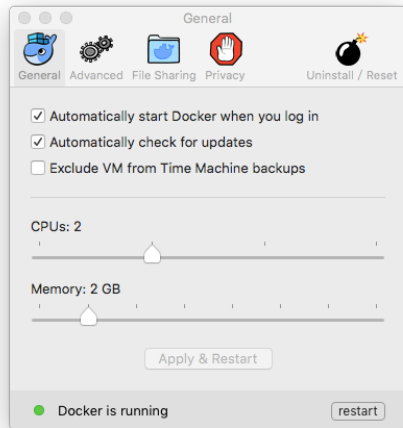 General
General Advanced File Sharing Privacy Uninstall / Reset
Automatically start Docker when you log in
Automatically check for updates
Exclude VM from Time Machine backups
CPUs: 2
Memory: 2 GB
Apply & Restart
Docker is running restart